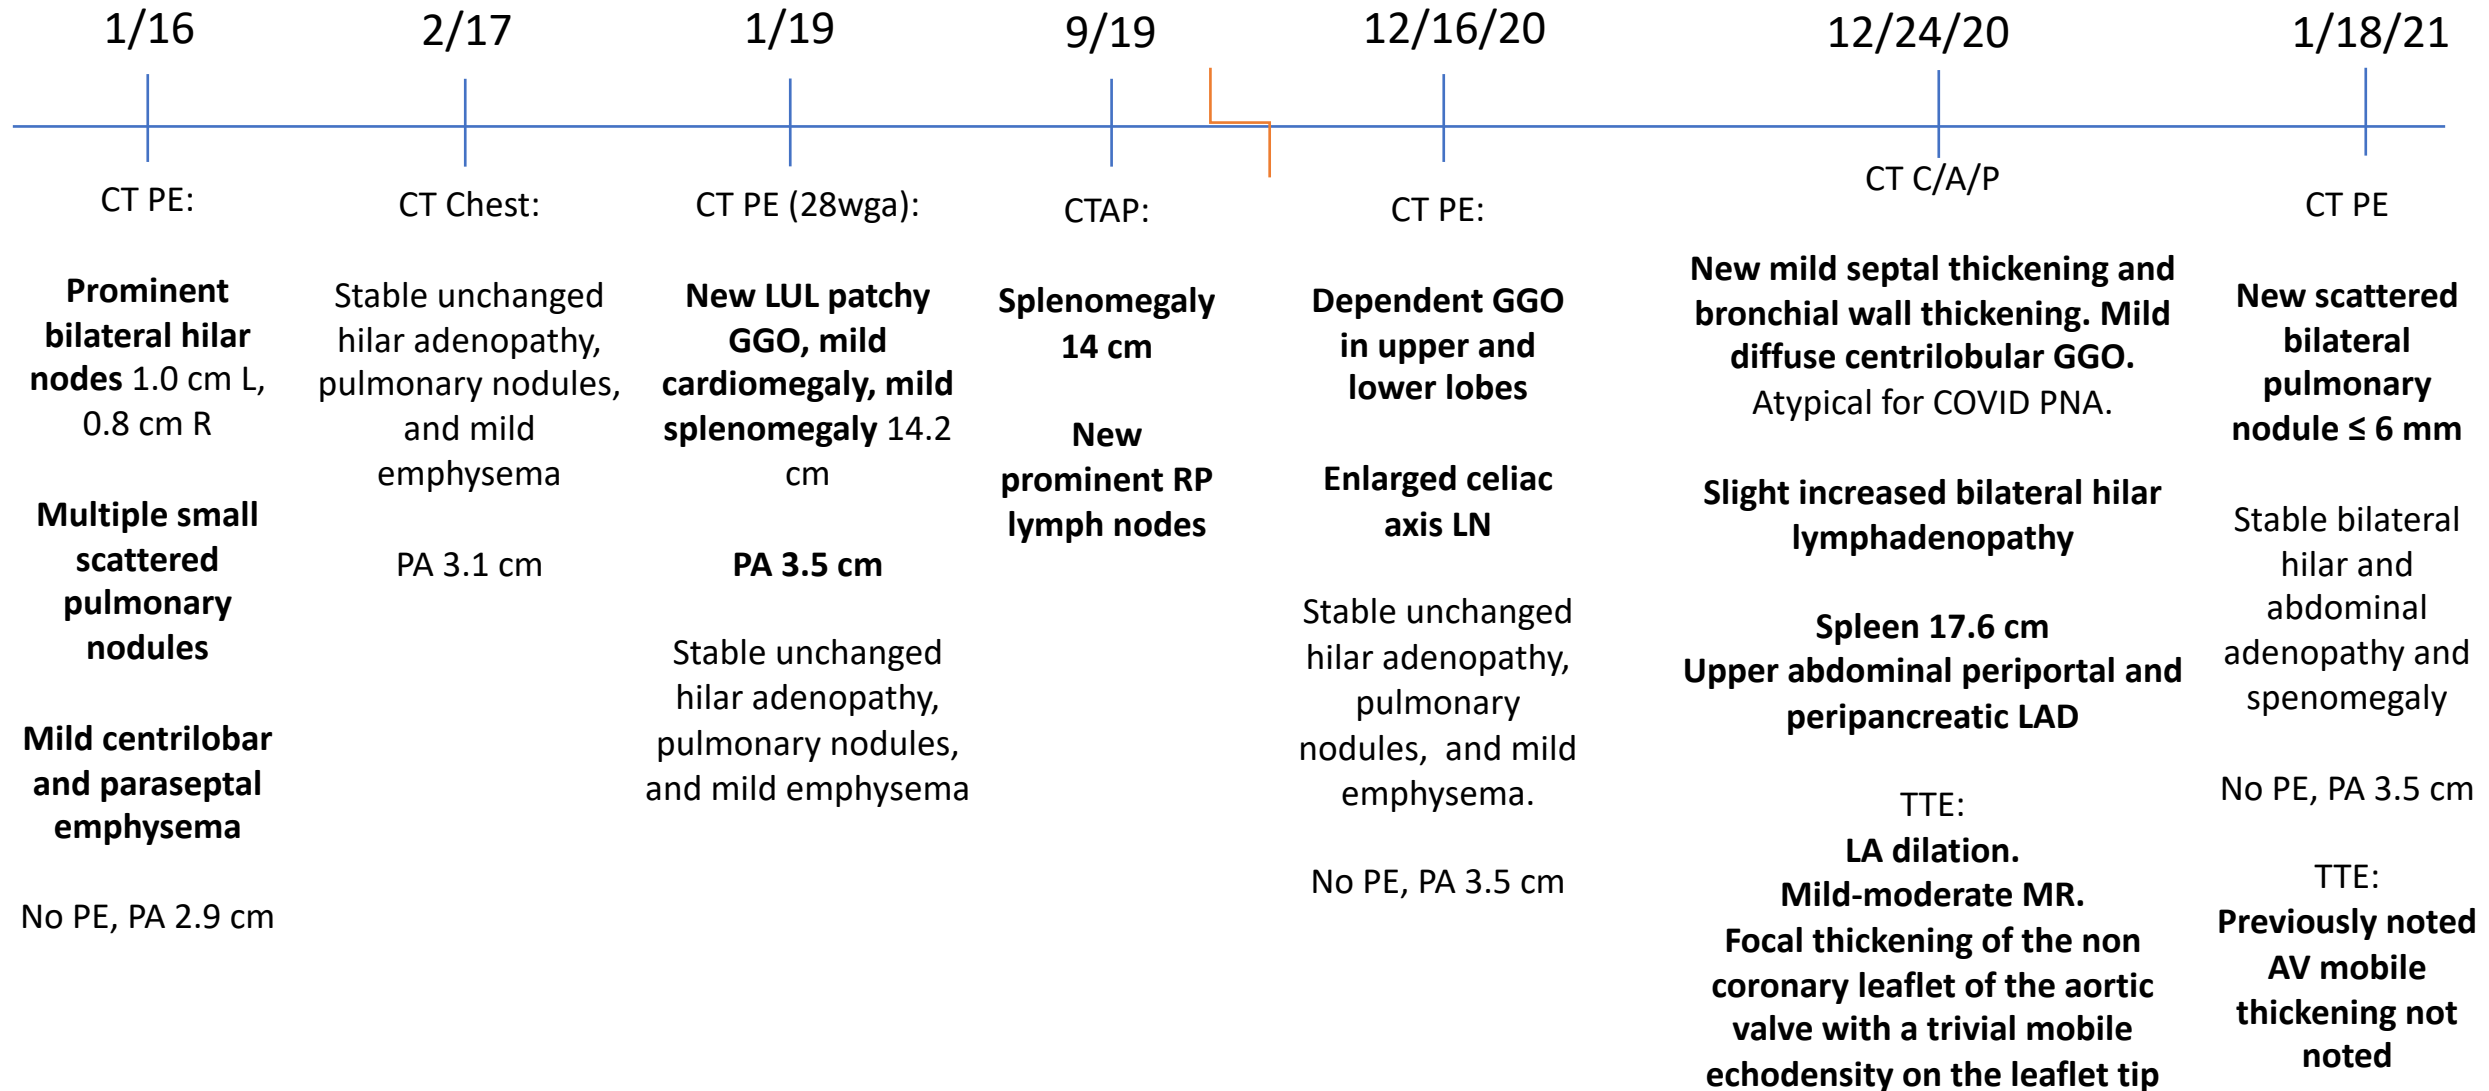 1/16
2/17
1/19
9/19
12/16/20
12/24/20
1/18/21
CT PE:
Prominent
bilateral hilar
nodes 1.0 cm L,
0.8 cm R
Multiple small
scattered
pulmonary
nodules
Mild centrilobar
and paraseptal
emphysema
No PE, PA 2.9 cm
CT Chest:
Stable unchanged
hilar adenopathy,
pulmonary nodules,
and mild
emphysema
PA 3.1 cm
CT PE (28wga):
New LUL patchy
GGO, mild
cardiomegaly, mild
splenomegaly 14.2
cm
PA 3.5 cm
Stable unchanged
hilar adenopathy,
pulmonary nodules,
and mild emphysema
CTAP:
Splenomegaly
14 cm
New
prominent RP
lymph nodes
CT PE:
Dependent GGO
in upper and
lower lobes
Enlarged celiac
axis LN
Stable unchanged
hilar adenopathy,
pulmonary
nodules, and mild
emphysema.
No PE, PA 3.5 cm
CT C/A/P
New mild septal thickening and
bronchial wall thickening. Mild
diffuse centrilobular GGO.
Atypical for COVID PNA.
Slight increased bilateral hilar
lymphadenopathy
Spleen 17.6 cm
Upper abdominal periportal and
peripancreatic LAD
TTE:
LA dilation.
Mild-moderate MR.
Focal thickening of the non
coronary leaflet of the aortic
valve with a trivial mobile
echodensity on the leaflet tip
CT PE
New scattered
bilateral
pulmonary
nodule ≤ 6 mm
Stable bilateral
hilar and
abdominal
adenopathy and
spenomegaly
No PE, PA 3.5 cm
TTE:
Previously noted
AV mobile
thickening not
noted